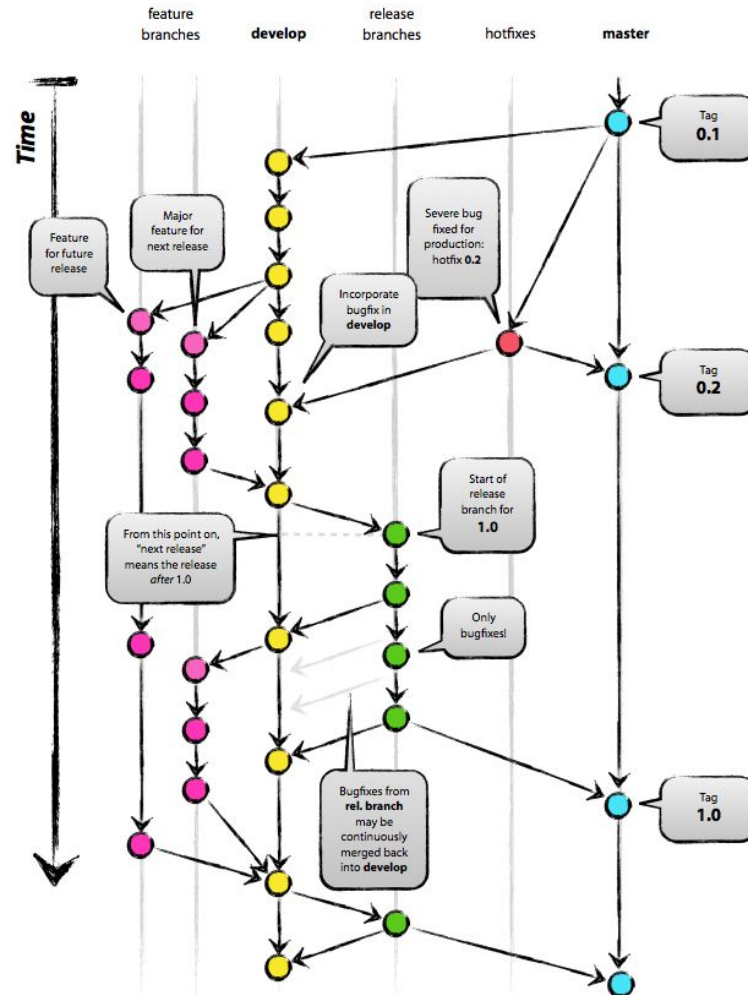 feature
branches
develop
release
branches
hotfixes
master
Time
Tag
0.1
Major
feature for
next release
Feature
for future
release
Severe bug
fixed for
production:
hotfix 0.2
Incorporate
bugfix in
develop
Tag
0.2
Start of
release
branch for
1.0
From this point on,
“next release”
means the release
after 1.0
Only
bugfixes!
Bugfixes from
rel. branch
may be
continuously
merged back
into develop
Tag
1.0